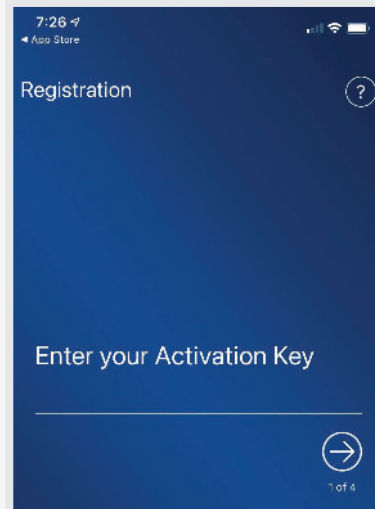 7:26
◀ App Store
Registration
?
Enter your Activation Key
1 of 4